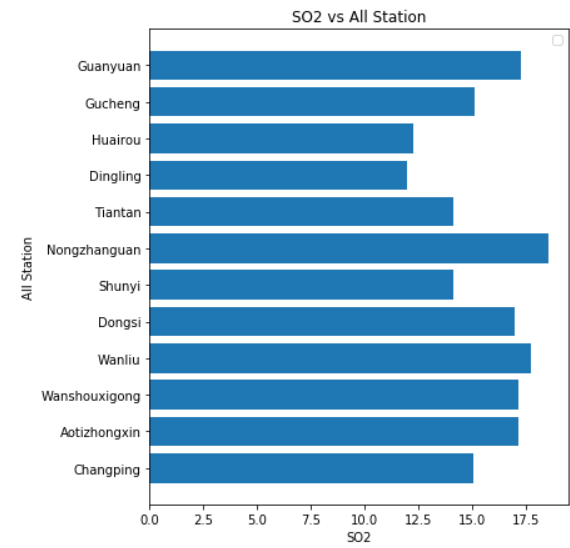 SO2 vs All Station
Guanyuan
Gucheng
Huairou
Dingling
Tiantan
Nongzhanguan
Shunyi
Dongsi
Wanliu
Wanshouxigong
Aotizhongxin
Changping
All Station
0.0 2.5 5.0 7.5 10.0 12.5 15.0 17.5
SO2